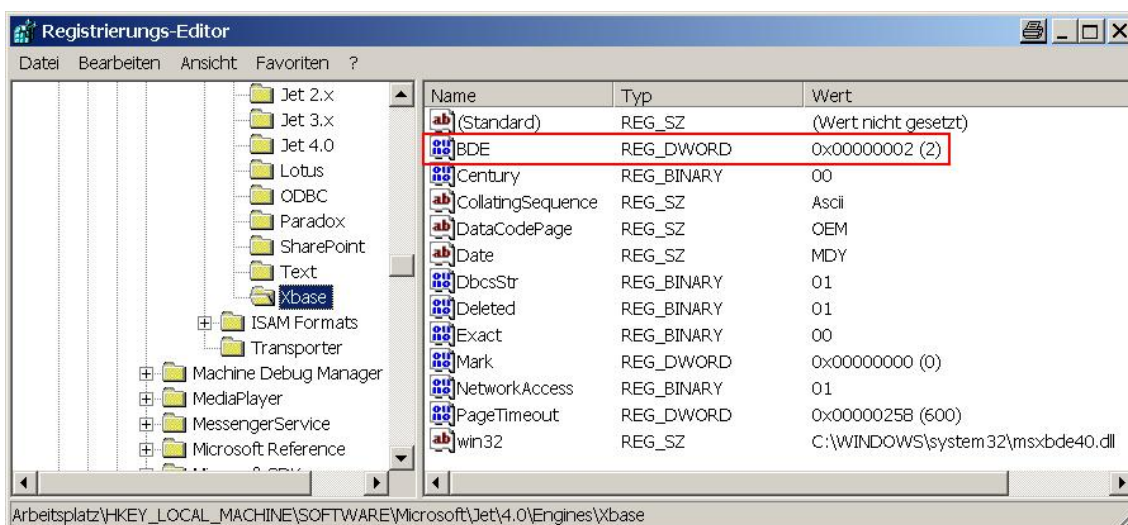 Registrierungs-Editor
Datei Bearbeiten Ansicht Favoriten ?
Jet 2.x
Jet 3.x
Jet 4.0
Lotus
ODBC
Paradox
SharePoint
Text
Xbase
ISAM Formats
Transporter
Machine Debug Manager
MediaPlayer
MessengerService
Microsoft Reference
Name Typ Wert
(Standard) REG_SZ (Wert nicht gesetzt)
BDE REG_DWORD 0x00000002 (2)
Century REG_BINARY 00
CollatingSequence REG_SZ Ascii
DataCodePage REG_SZ OEM
Date REG_SZ MDY
DbcsStr REG_BINARY 01
Deleted REG_BINARY 01
Exact REG_BINARY 00
Mark REG_DWORD 0x00000000 (0)
NetworkAccess REG_BINARY 01
PageTimeout REG_DWORD 0x00000258 (600)
win32 REG_SZ C:\WINDOWS\system32\msxbde40.dll
Arbeitsplatz\HKEY_LOCAL_MACHINE\SOFTWARE\Microsoft\Jet\4.0\Engines\Xbase